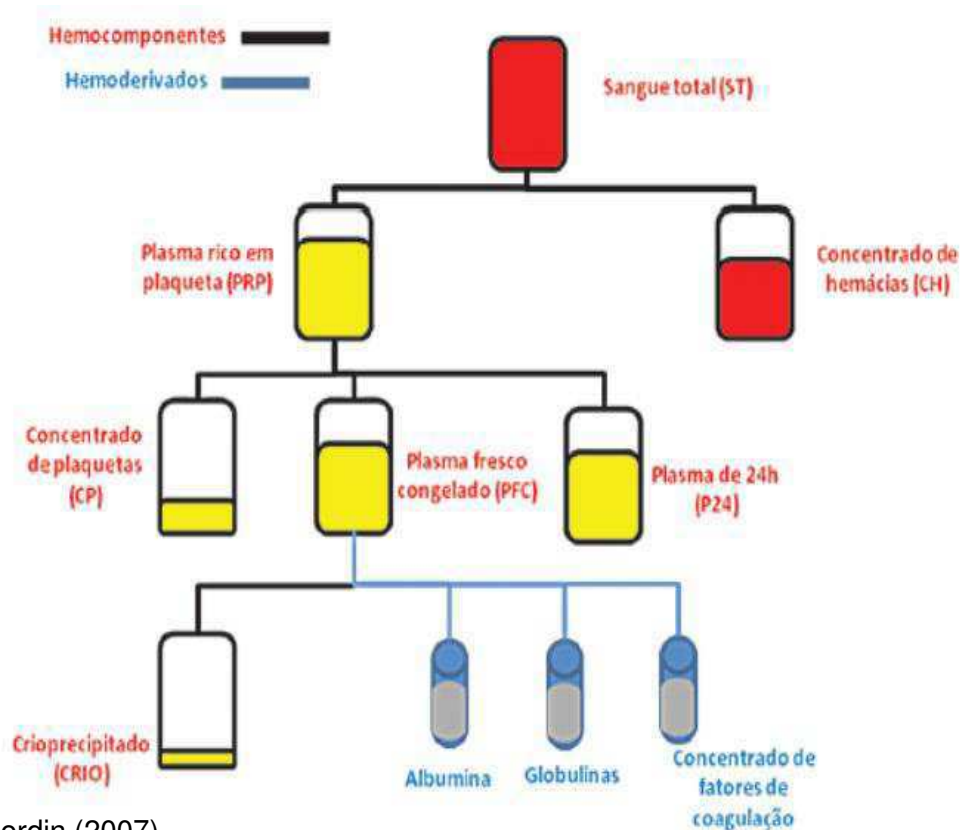 Hemocomponentes
Hemoderivados
Sangue total (ST)
Plasma rico em
plaqueta (PRP)
Concentrado de
hemácias (CH)
Concentrado
de plaquetas
(CP)
Plasma fresco
congelado (PFC)
Plasma de 24h
(P24)
Crioprecipitado
(CRIO)
Albumina
Globulinas
Concentrado de
fatores de
coagulação
(2007)